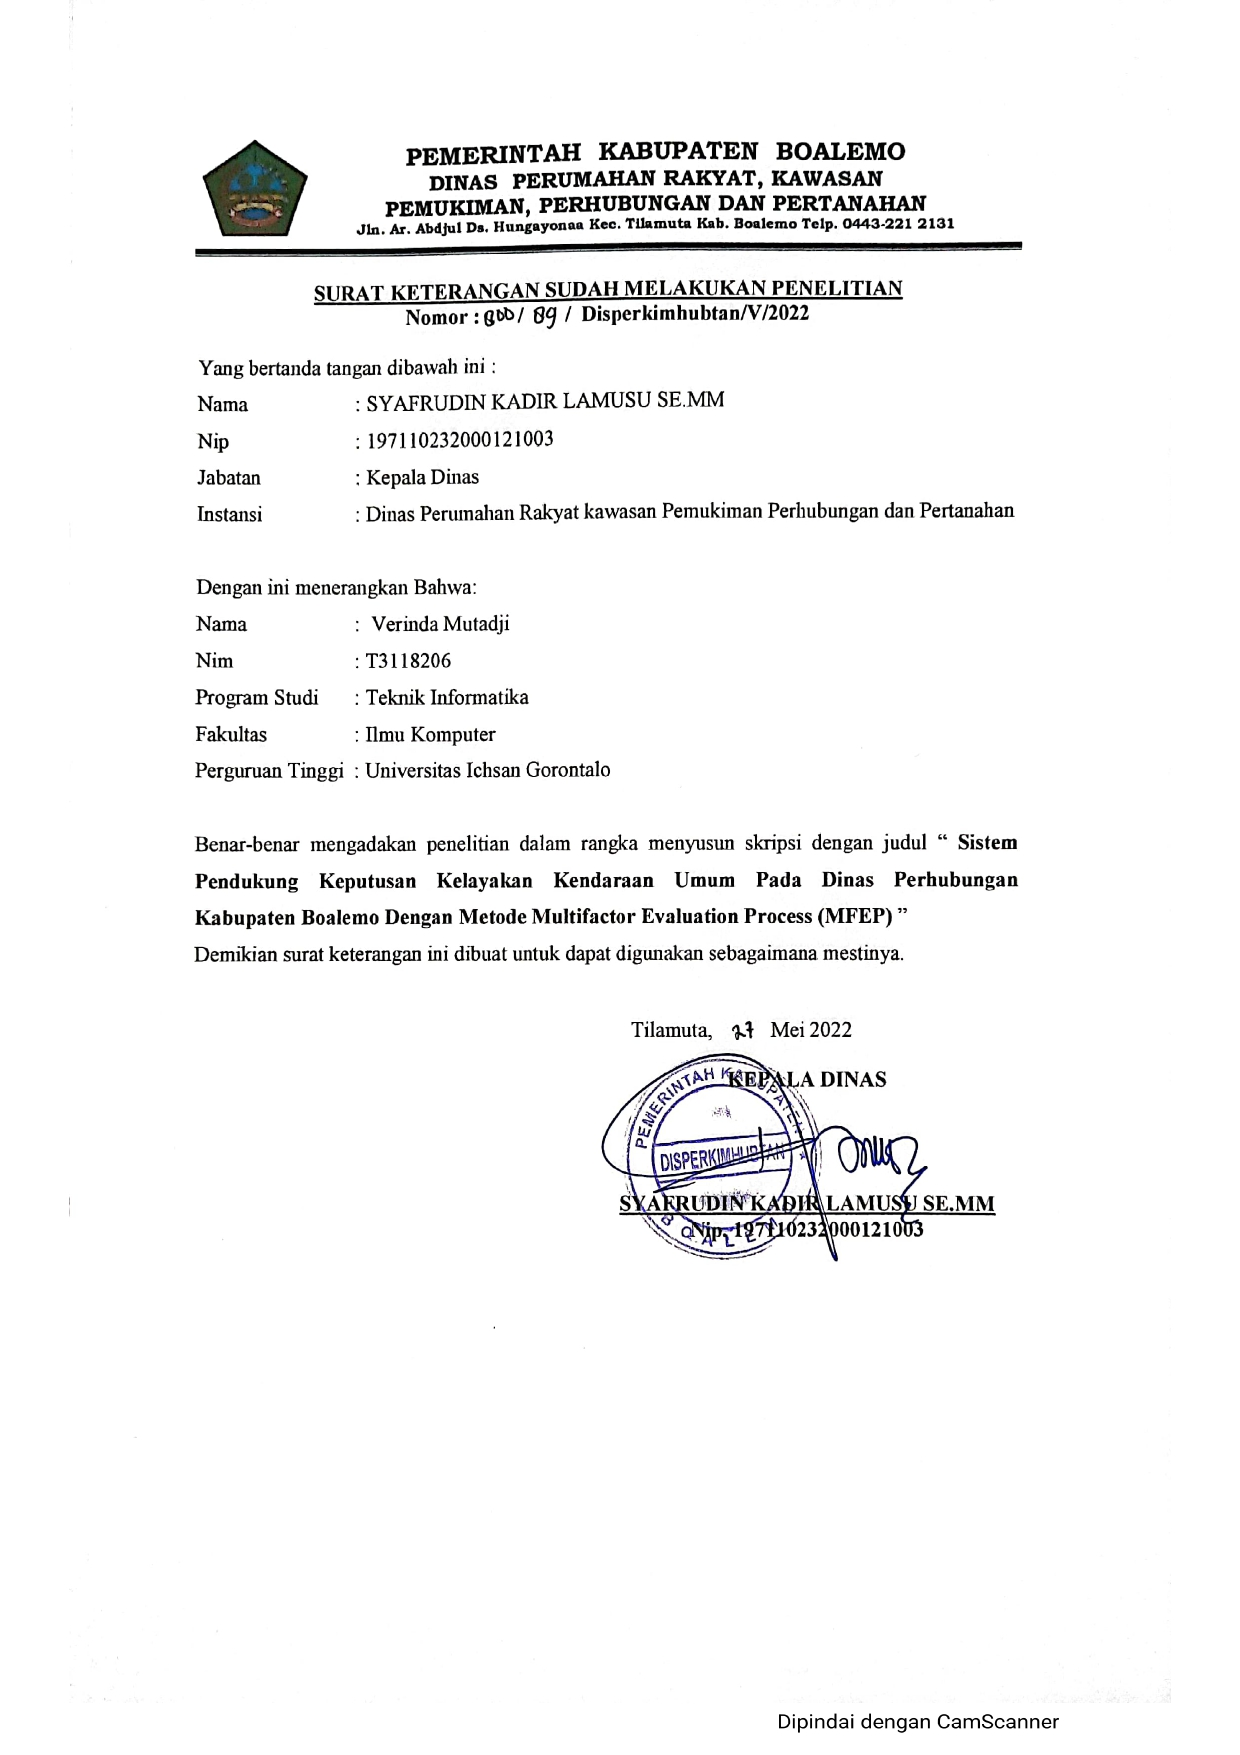 PEMERINTAH KABUPATEN BOALEMO
DINAS PERUMAHAN RAKYAT, KAWASAN
PEMUKIMAN, PERHUBUNGAN DAN PERTANAHAN
Jln. Ar. Abdjul Ds. Hungayonaa Kec. Tilamuta Kab. Boalemo Telp. 0443-221 2131
SURAT KETERANGAN SUDAH MELAKUKAN PENELITIAN
Nomor : 800/ 89 / Disperkimhubtan/V/2022
Yang bertanda tangan dibawah ini :
Nama : SYAFRUDIN KADIR LAMUSU SE.MM
Nip : 197110232000121003
Jabatan : Kepala Dinas
Instansi : Dinas Perumahan Rakyat kawasan Pemukiman Perhubungan dan Pertanahan
Dengan ini menerangkan Bahwa:
Nama : Verinda Mutadji
Nim : T3118206
Program Studi : Teknik Informatika
Fakultas : Ilmu Komputer
Perguruan Tinggi : Universitas Ichsan Gorontalo
Benar-benar mengadakan penelitian dalam rangka menyusun skripsi dengan judul “ Sistem
Pendukung Keputusan Kelayakan Kendaraan Umum Pada Dinas Perhubungan
Kabupaten Boalemo Dengan Metode Multifactor Evaluation Process (MFEP) ”
Demikian surat keterangan ini dibuat untuk dapat digunakan sebagaimana mestinya.
Tilamuta, 27 Mei 2022
KEPALA DINAS
PEMERINTAH KABUPATEN
DISPERKIMHUBTAN
BOALEMO
SYAFRUDIN KADIR LAMUSU SE.MM
Nip. 197110232000121003
Dipindai dengan CamScanner